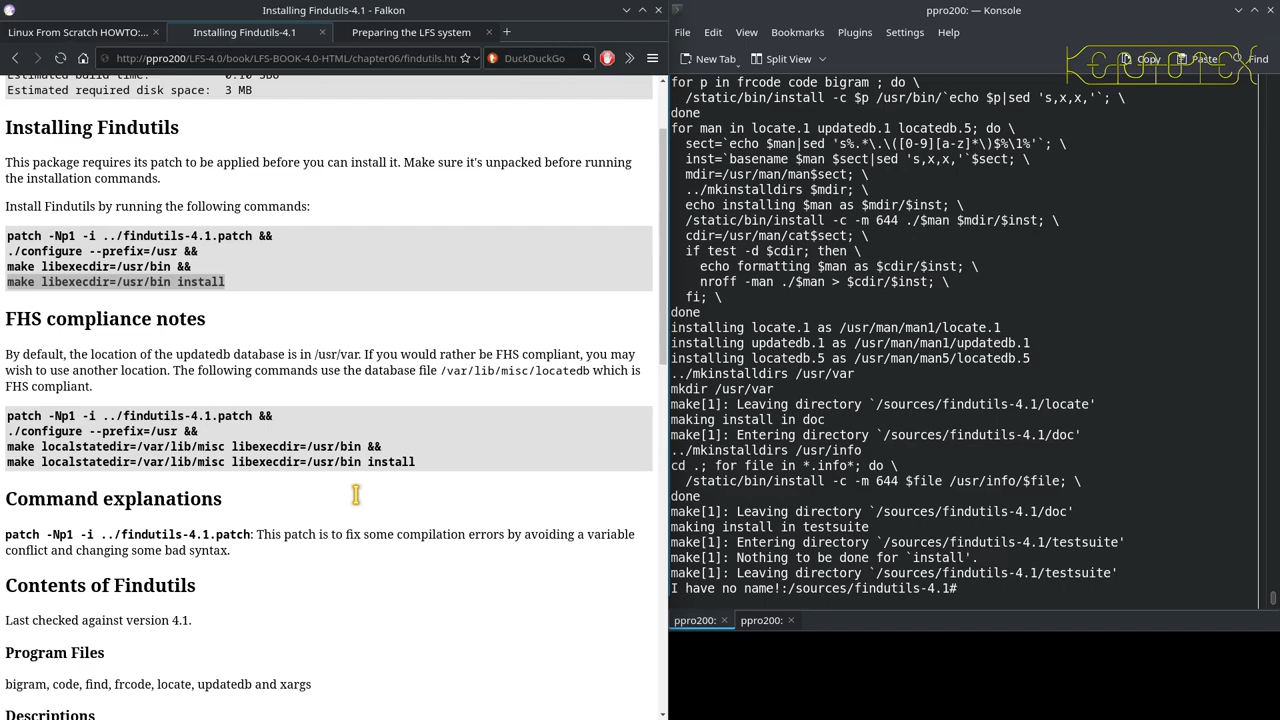 Installing Findutils-4.1 - Falkon
Linux From Scratch HOWTO:...
Installing Findutils-4.1
Preparing the LFS system
http://ppro200/LFS-4.0/book/LFS-BOOK-4.0-HTML/chapter06/findutils.htm
DuckDuckGo
Estimated build time: 0.10 SBU
Estimated required disk space: 3 MB
Installing Findutils
This package requires its patch to be applied before you can install it. Make sure it's unpacked before running
the installation commands.
Install Findutils by running the following commands:
patch -Np1 -i ../findutils-4.1.patch &&
./configure --prefix=/usr &&
make libexecdir=/usr/bin &&
make libexecdir=/usr/bin install
FHS compliance notes
By default, the location of the updatedb database is in /usr/var. If you would rather be FHS compliant, you may
wish to use another location. The following commands use the database file /var/lib/misc/locatedb which is
FHS compliant.
patch -Np1 -i ../findutils-4.1.patch &&
./configure --prefix=/usr &&
make localstatedir=/var/lib/misc libexecdir=/usr/bin &&
make localstatedir=/var/lib/misc libexecdir=/usr/bin install
Command explanations
patch -Np1 -i ../findutils-4.1.patch: This patch is to fix some compilation errors by avoiding a variable
conflict and changing some bad syntax.
Contents of Findutils
Last checked against version 4.1.
Program Files
bigram, code, find, frcode, locate, updatedb and xargs
Descriptions
ppro200: — Konsole
File Edit View Bookmarks Plugins Settings Help
New Tab Split View Copy Paste Find
for p in frcode code bigram ; do \
/static/bin/install -c $p /usr/bin/`echo $p|sed 's,x,x,'`; \
done
for man in locate.1 updatedb.1 locatedb.5; do \
sect=`echo $man|sed 's%.*\.\([0-9][a-z]*\)$%\1%'`; \
inst=`basename $man $sect|sed 's,x,x,'`$sect; \
mdir=/usr/man/man$sect; \
../mkinstalldirs $mdir; \
echo installing $man as $mdir/$inst; \
/static/bin/install -c -m 644 ./$man $mdir/$inst; \
cdir=/usr/man/cat$sect; \
if test -d $cdir; then \
echo formatting $man as $cdir/$inst; \
nroff -man ./$man > $cdir/$inst; \
fi; \
done
installing locate.1 as /usr/man/man1/locate.1
installing updatedb.1 as /usr/man/man1/updatedb.1
installing locatedb.5 as /usr/man/man5/locatedb.5
../mkinstalldirs /usr/var
mkdir /usr/var
make[1]: Leaving directory `/sources/findutils-4.1/locate'
making install in doc
make[1]: Entering directory `/sources/findutils-4.1/doc'
../mkinstalldirs /usr/info
cd .; for file in *.info*; do \
/static/bin/install -c -m 644 $file /usr/info/$file; \
done
make[1]: Leaving directory `/sources/findutils-4.1/doc'
making install in testsuite
make[1]: Entering directory `/sources/findutils-4.1/testsuite'
make[1]: Nothing to be done for `install'.
make[1]: Leaving directory `/sources/findutils-4.1/testsuite'
I have no name!:/sources/findutils-4.1#
ppro200:
ppro200: